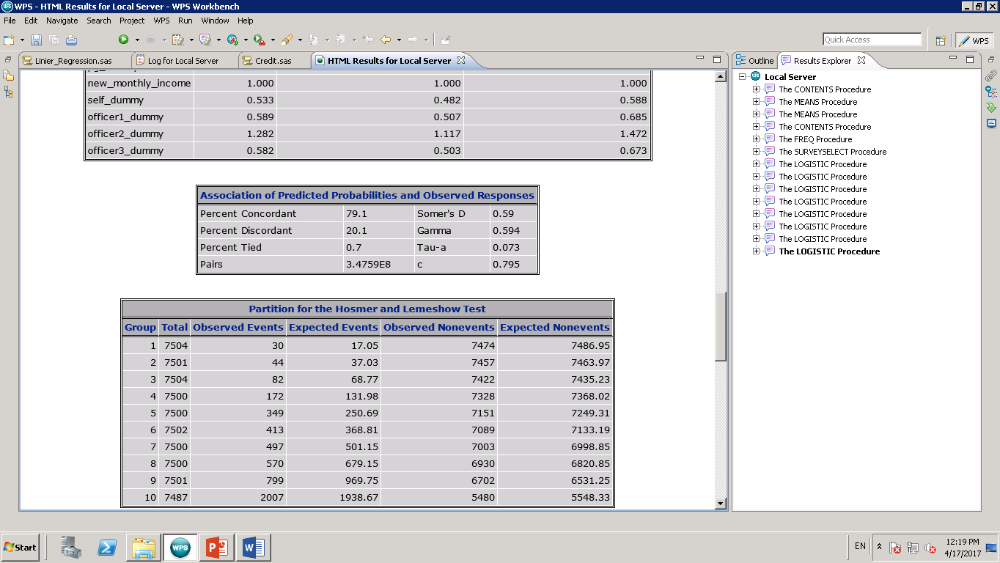 WPS - HTML Results for Local Server - WPS Workbench
File Edit Navigate Search Project WPS Run Window Help
Quick Access
WPS
Linier_Regression.sas Log for Local Server Credit.sas HTML Results for Local Server
new_monthly_income 1.000 1.000 1.000
self_dummy 0.533 0.482 0.588
officer1_dummy 0.589 0.507 0.685
officer2_dummy 1.282 1.117 1.472
officer3_dummy 0.582 0.503 0.673
Association of Predicted Probabilities and Observed Responses
Percent Concordant 79.1 Somer's D 0.59
Percent Discordant 20.1 Gamma 0.594
Percent Tied 0.7 Tau-a 0.073
Pairs 3.4759E8 c 0.795
Partition for the Hosmer and Lemeshow Test
Group Total Observed Events Expected Events Observed Nonevents Expected Nonevents
1 7504 30 17.05 7474 7486.95
2 7501 44 37.03 7457 7463.97
3 7504 82 68.77 7422 7435.23
4 7500 172 131.98 7328 7368.02
5 7500 349 250.69 7151 7249.31
6 7502 413 368.81 7089 7133.19
7 7500 497 501.15 7003 6998.85
8 7500 570 679.15 6930 6820.85
9 7501 799 969.75 6702 6531.25
10 7487 2007 1938.67 5480 5548.33
Outline Results Explorer
Local Server
The CONTENTS Procedure
The MEANS Procedure
The MEANS Procedure
The CONTENTS Procedure
The FREQ Procedure
The SURVEYSELECT Procedure
The LOGISTIC Procedure
The LOGISTIC Procedure
The LOGISTIC Procedure
The LOGISTIC Procedure
The LOGISTIC Procedure
The LOGISTIC Procedure
The LOGISTIC Procedure
The LOGISTIC Procedure
Start
WPS
EN
12:19 PM
4/17/2017